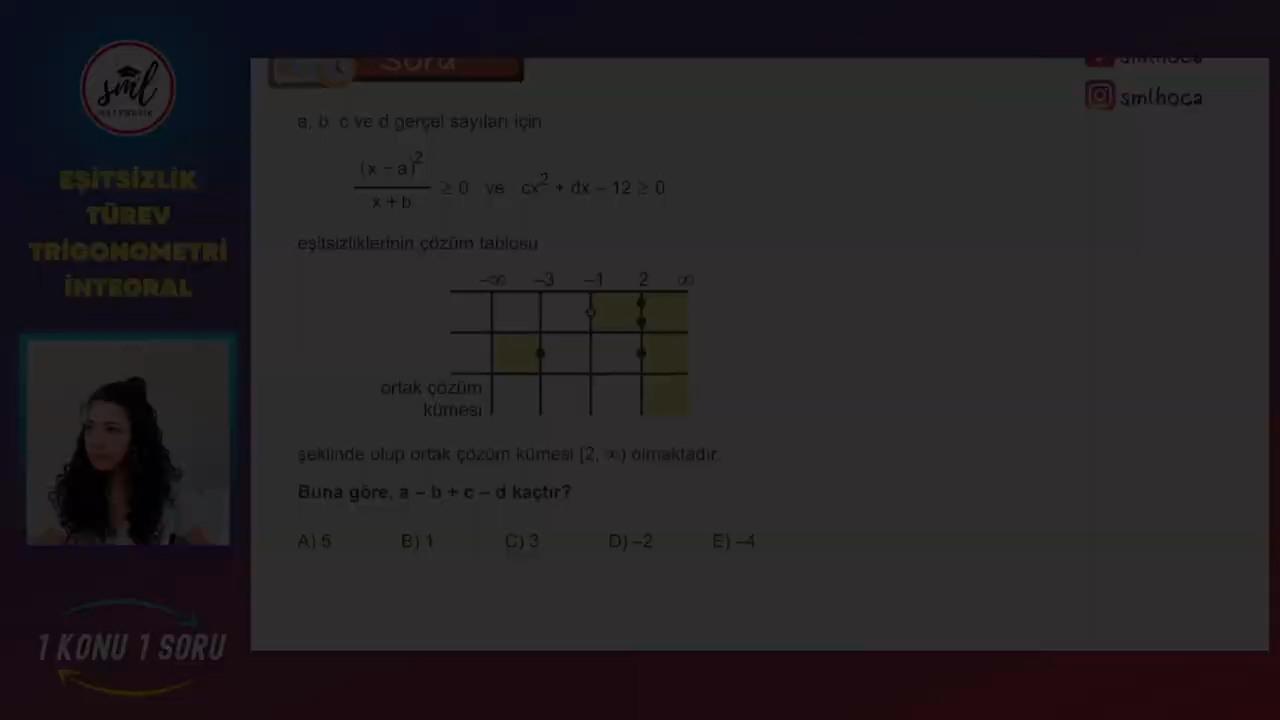 sml
MATEMATİK
EŞİTSİZLİK
TÜREV
TRİGONOMETRİ
İNTEGRAL
1 KONU 1 SORU
Soru
smlhoca
smlhoca
a, b, c ve d gerçel sayıları için
(x – a)² / x + b ≥ 0 ve cx² + dx – 12 ≥ 0
eşitsizliklerinin çözüm tablosu
–∞ –3 –1 2 ∞
ortak çözüm
kümesi
şeklinde olup ortak çözüm kümesi [2, ∞) olmaktadır.
Buna göre, a – b + c – d kaçtır?
A) 5 B) 1 C) 3 D) –2 E) –4